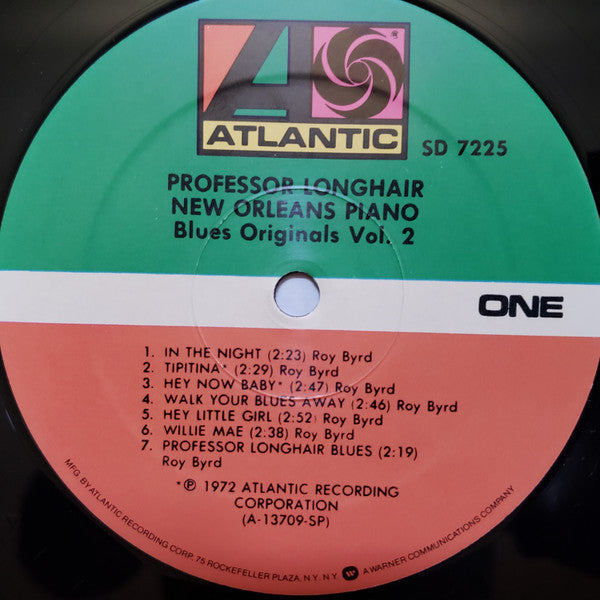 ATLANTIC
®
SD 7225
PROFESSOR LONGHAIR
NEW ORLEANS PIANO
Blues Originals Vol. 2
ONE
1. IN THE NIGHT (2:23) Roy Byrd
2. TIPITINA* (2:29) Roy Byrd
3. HEY NOW BABY* (2:47) Roy Byrd
4. WALK YOUR BLUES AWAY (2:46) Roy Byrd
5. HEY LITTLE GIRL (2:52) Roy Byrd
6. WILLIE MAE (2:38) Roy Byrd
7. PROFESSOR LONGHAIR BLUES (2:19)
Roy Byrd
*℗ 1972 ATLANTIC RECORDING
CORPORATION
(A-13709-SP)
MFG. BY ATLANTIC RECORDING CORP. 75 ROCKEFELLER PLAZA, N.Y. N.Y. A WARNER COMMUNICATIONS COMPANY